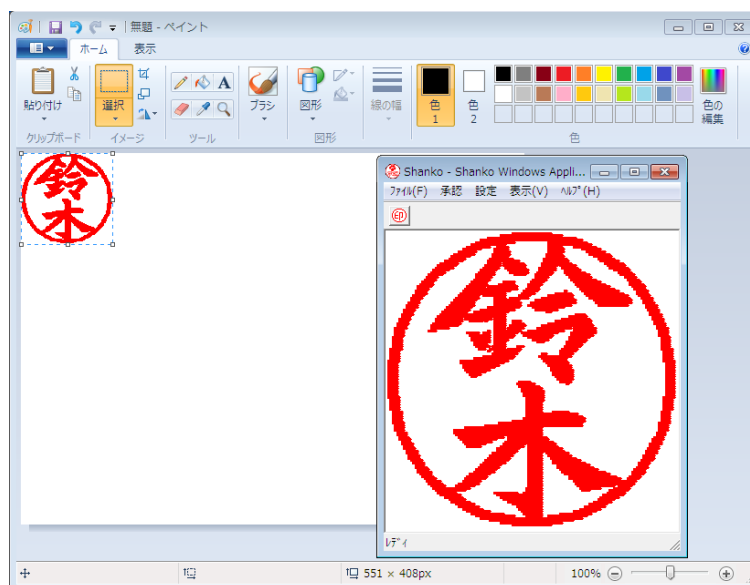 無題 - ペイント
ホーム 表示
貼り付け
選択
A
ブラシ
図形
線の幅
色
1
色
2
色の
編集
クリップボード イメージ ツール 図形 色
鈴木
Shanko - Shanko Windows Appli...
ファイル(F) 承認 設定 表示(V) ヘルプ(H)
印
鈴木
レディ
551 × 408px 100%